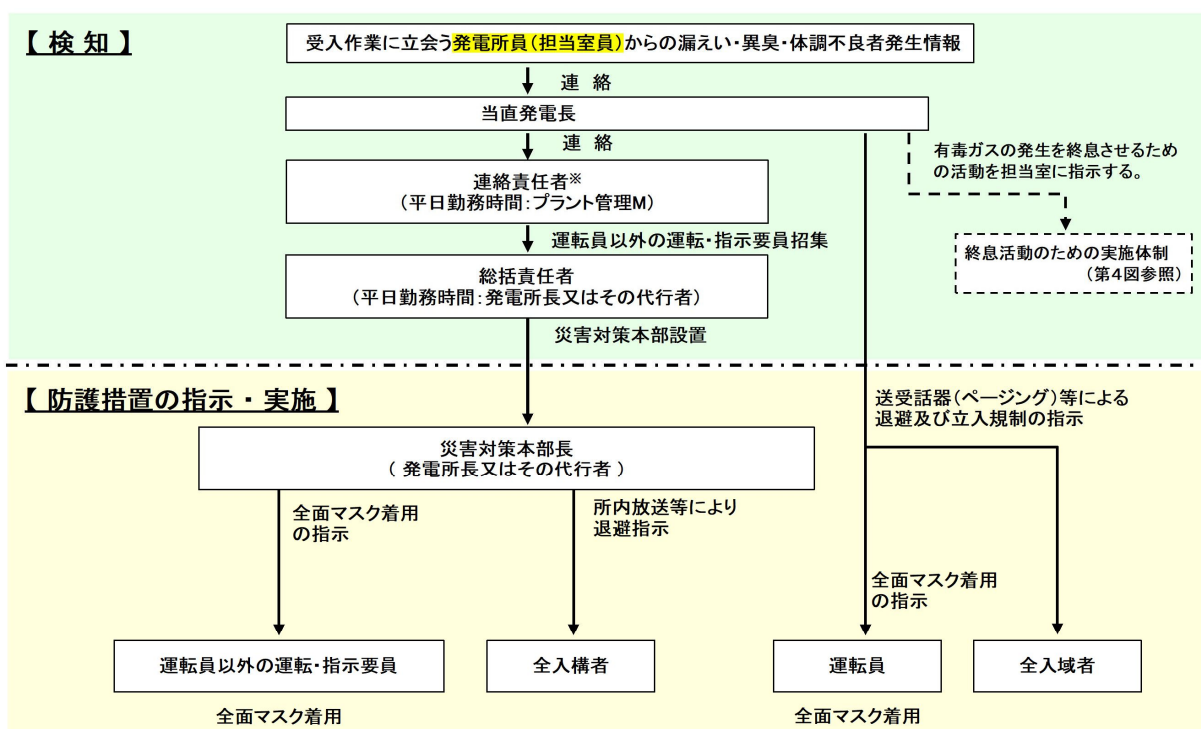 【 検 知 】
受入作業に立会う発電所員(担当室員)からの漏えい・異臭・体調不良者発生情報
連 絡
当直発電長
連 絡
有毒ガスの発生を終息させるため
の活動を担当室に指示する。
連絡責任者※
(平日勤務時間:プラント管理M)
運転員以外の運転・指示要員招集
終息活動のための実施体制
(第4図参照)
総括責任者
(平日勤務時間:発電所長又はその代行者)
災害対策本部設置
【 防護措置の指示 ・ 実施 】
送受話器(ページング)等による
退避及び立入規制の指示
災害対策本部長
( 発電所長又はその代行者 )
全面マスク着用
の指示
所内放送等により
退避指示
全面マスク着用
の指示
運転員以外の運転・指示要員
全入構者
運転員
全入域者
全面マスク着用
全面マスク着用